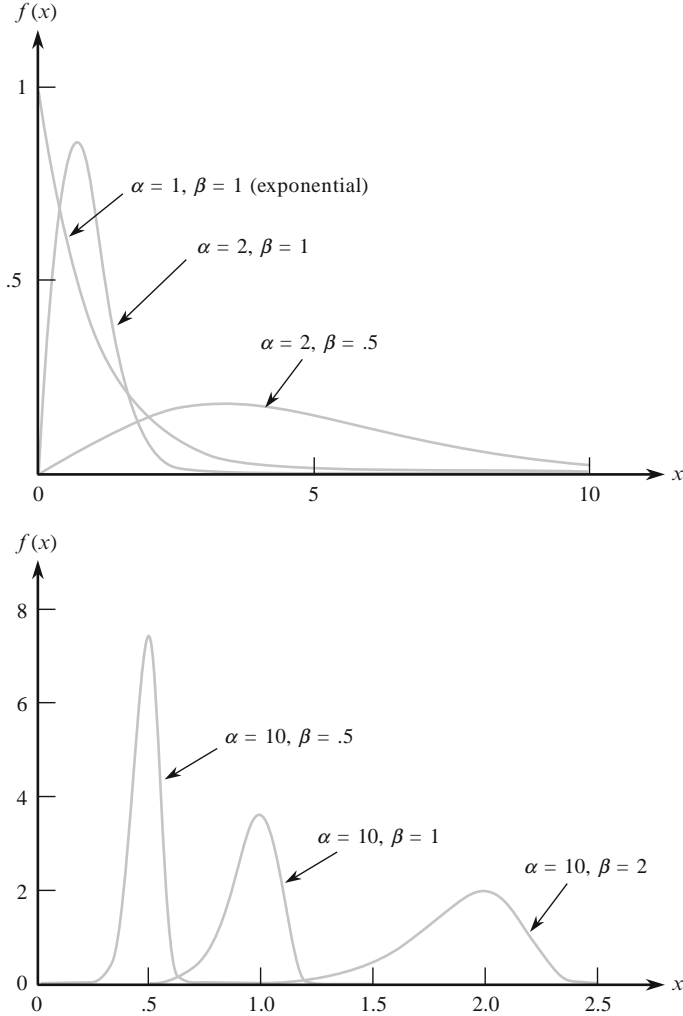 f(x)
1
α = 1, β = 1 (exponential)
α = 2, β = 1
.5
α = 2, β = .5
0 5 10 x
f(x)
8
6
α = 10, β = .5
4
α = 10, β = 1
α = 10, β = 2
2
0
0 .5 1.0 1.5 2.0 2.5 x